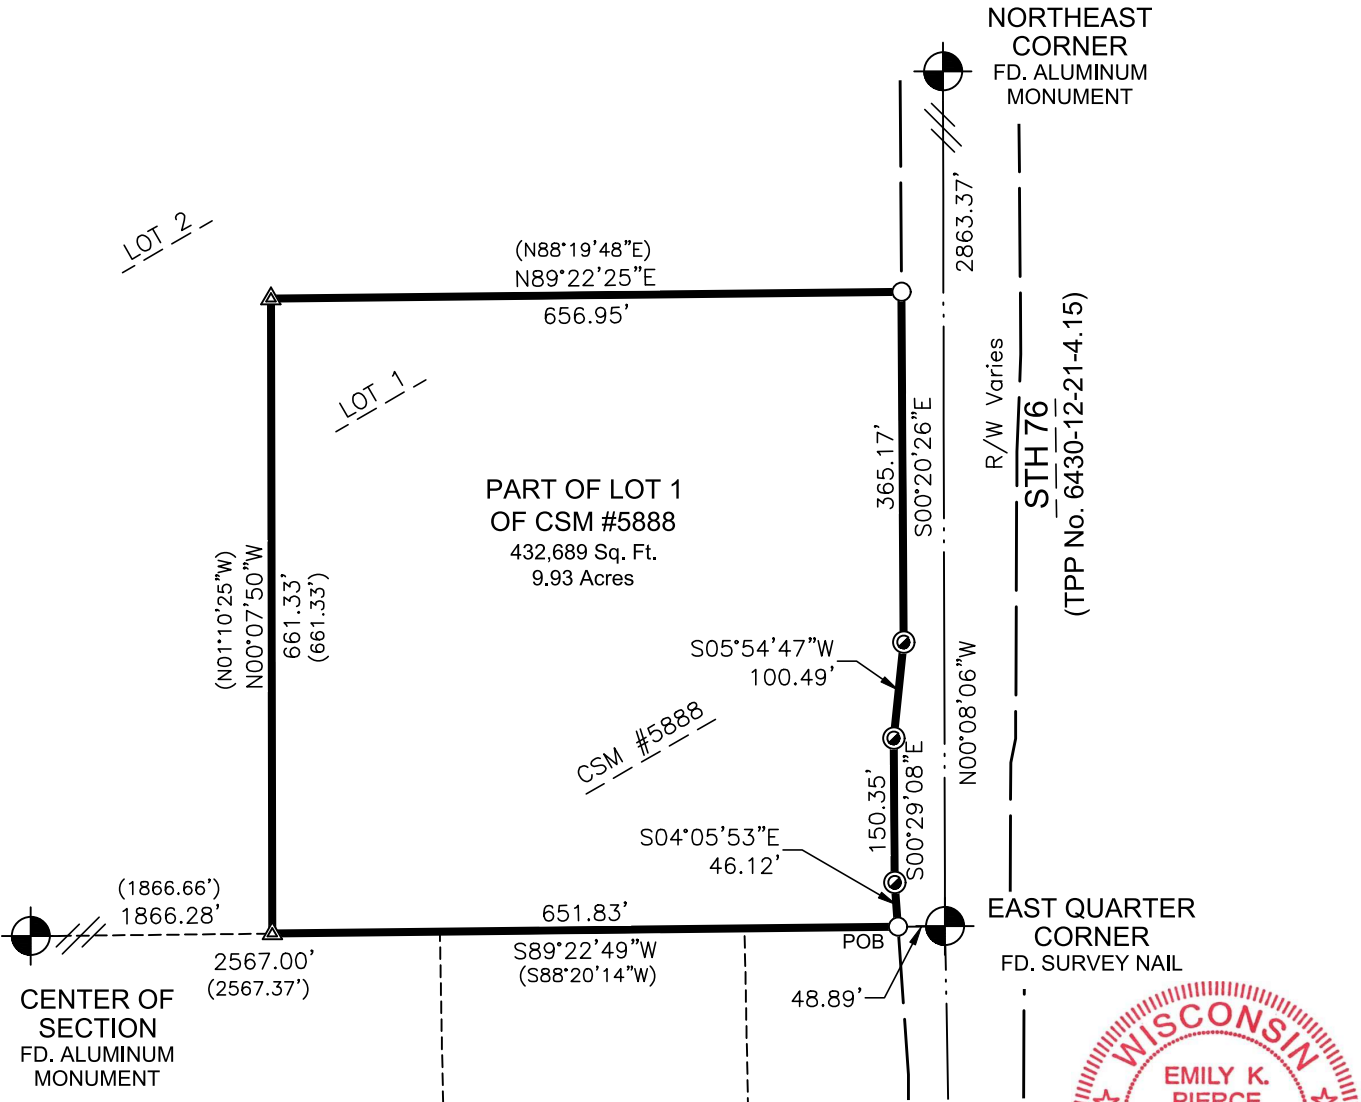 NORTHEAST
CORNER
FD. ALUMINUM
MONUMENT
2863.37'
LOT 2
(N88°19'48"E)
N89°22'25"E
656.95'
LOT 1
R/W Varies
STH 76
(TPP No. 6430-12-21-4.15)
365.17'
S00°20'26"E
PART OF LOT 1
OF CSM #5888
432,689 Sq. Ft.
9.93 Acres
(N01°10'25"W)
N00°07'50"W
661.33'
(661.33')
S05°54'47"W
100.49'
N00°08'06"W
CSM #5888
150.35'
S00°29'08"E
S04°05'53"E
46.12'
(1866.66')
1866.28'
651.83'
S89°22'49"W
(S88°20'14"W)
POB
EAST QUARTER
CORNER
FD. SURVEY NAIL
2567.00'
(2567.37')
48.89'
CENTER OF
SECTION
FD. ALUMINUM
MONUMENT
WISCONSIN
EMILY K.
PIERCE